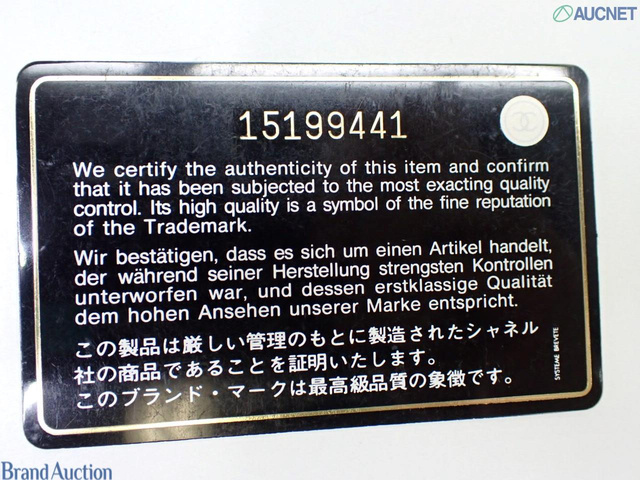 AUCNET
15199441
We certify the authenticity of this item and confirm
that it has been subjected to the most exacting quality
control. Its high quality is a symbol of the fine reputation
of the Trademark.
Wir bestätigen, dass es sich um einen Artikel handelt,
der während seiner Herstellung strengsten Kontrollen
unterworfen war, und dessen erstklassige Qualität
dem hohen Ansehen unserer Marke entspricht.
この製品は厳しい管理のもとに製造されたシャネル
社の商品であることを証明いたします。
このブランド・マークは最高級品質の象徴です。
SYSTEME BREVETE
Brand Auction